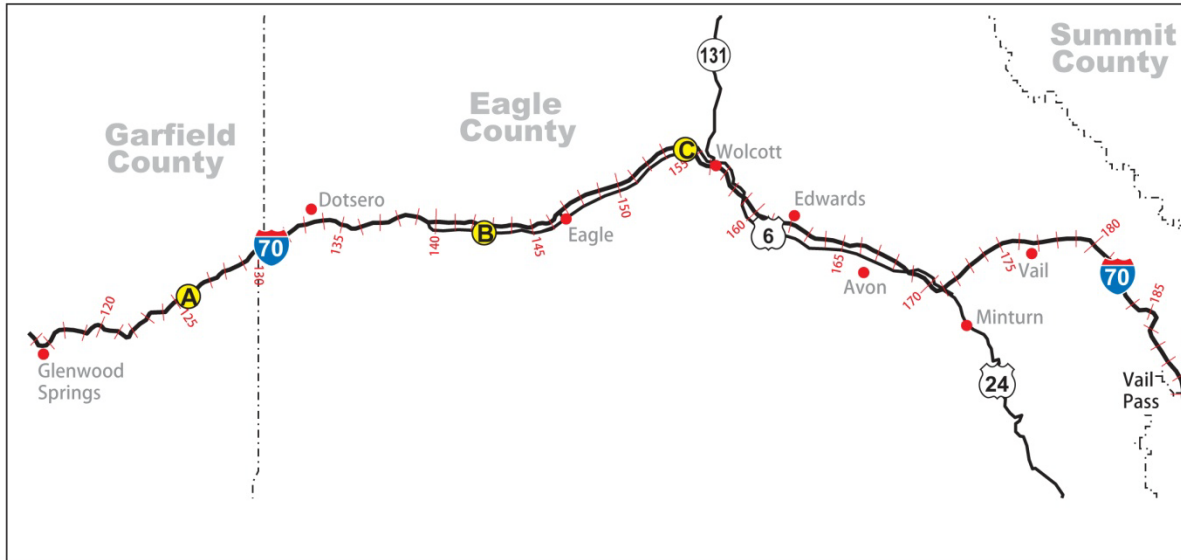 131
Summit
County
Eagle
County
Garfield
County
C
Wolcott
155
Dotsero
150
Edwards
160
6
70
135
140
B
145
Eagle
130
165
Avon
175
Vail
180
70
170
185
A
120
125
Minturn
Glenwood
Springs
24
Vail
Pass